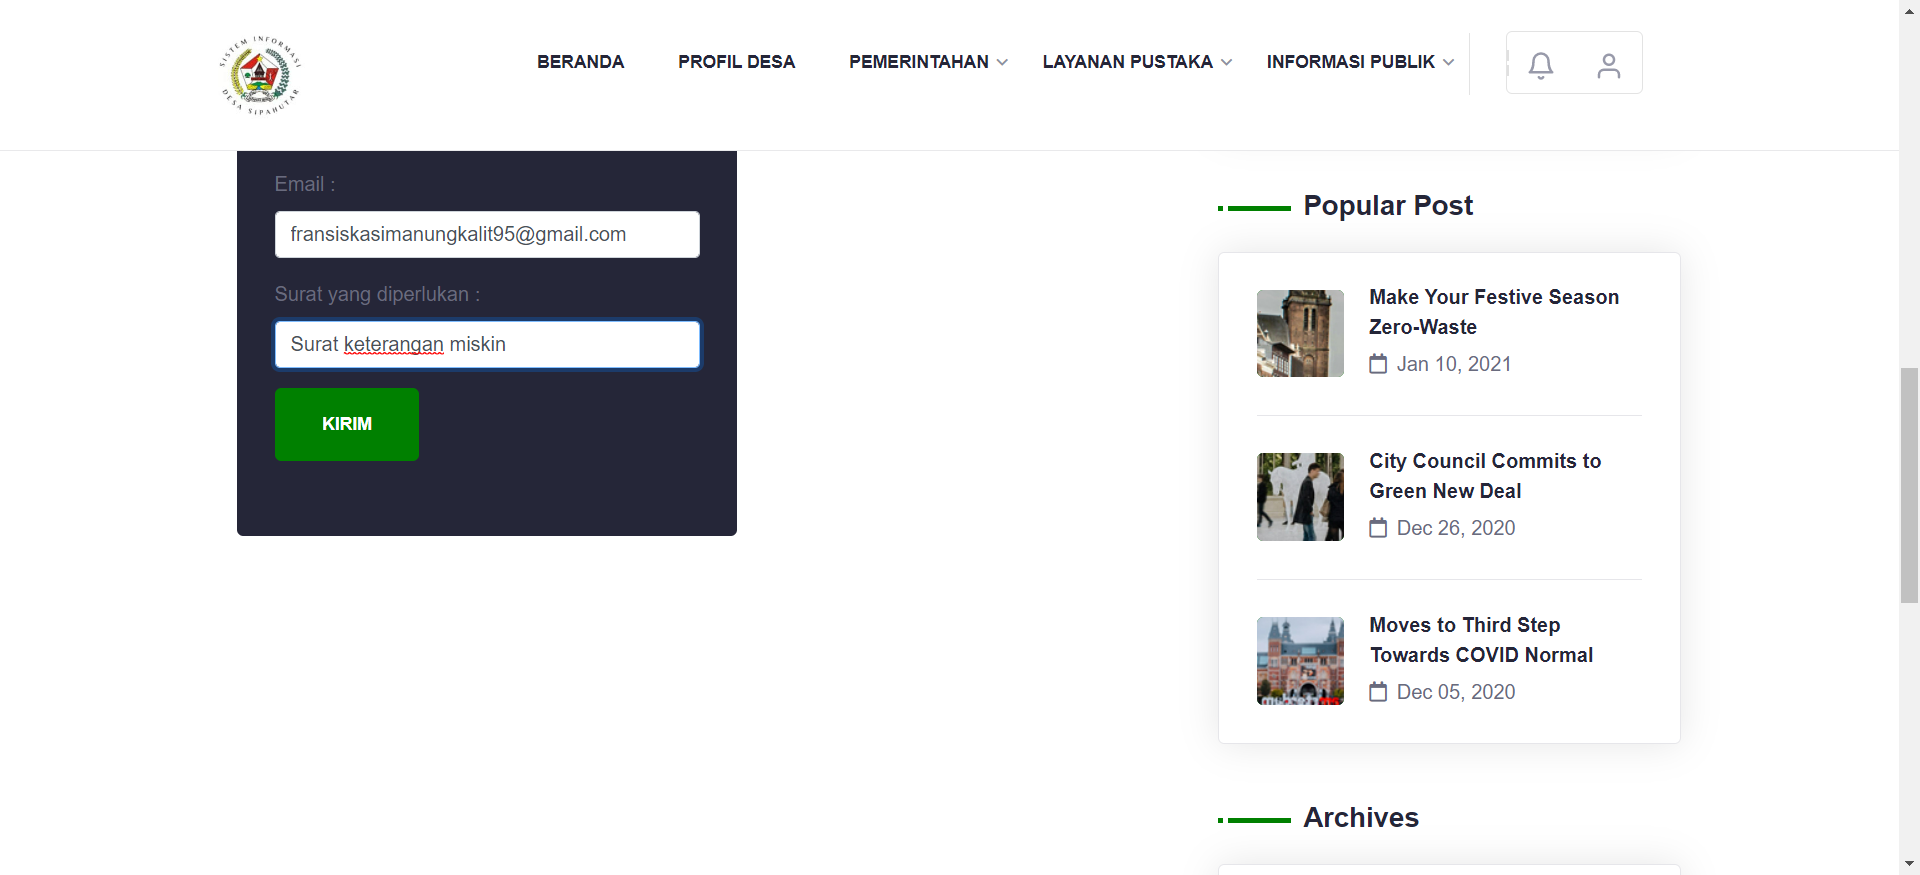 SISTEM INFORMASI
DESA SIPAHUTAR
BERANDA
PROFIL DESA
PEMERINTAHAN
LAYANAN PUSTAKA
INFORMASI PUBLIK
Email :
fransiskasimanungkalit95@gmail.com
Surat yang diperlukan :
Surat keterangan miskin
KIRIM
Popular Post
Make Your Festive Season
Zero-Waste
Jan 10, 2021
City Council Commits to
Green New Deal
Dec 26, 2020
Moves to Third Step
Towards COVID Normal
Dec 05, 2020
Archives